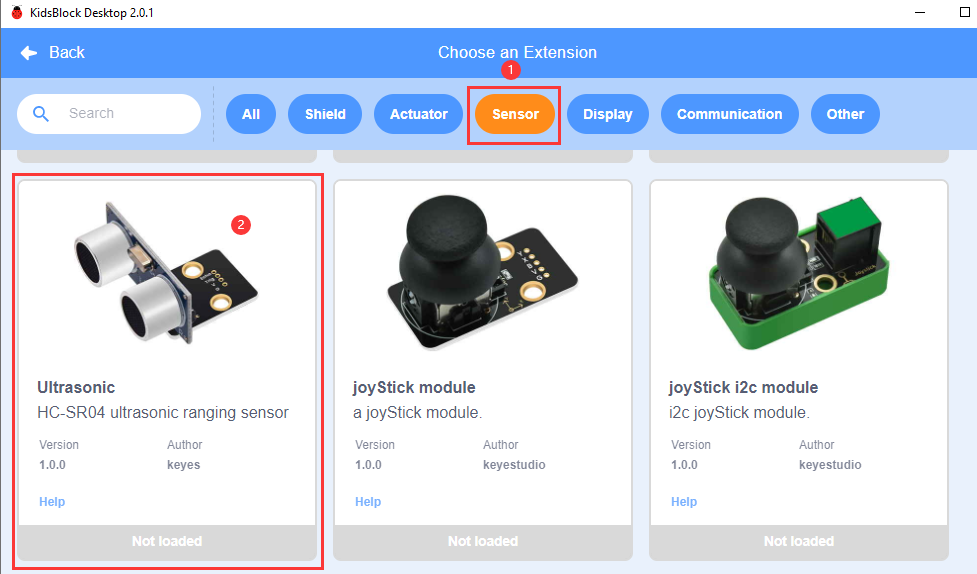 KidsBlock Desktop 2.0.1
Back
Choose an Extension
1
Search
All
Shield
Actuator
Sensor
Display
Communication
Other
2
Ultrasonic
HC-SR04 ultrasonic ranging sensor
Version
Author
1.0.0
keyes
Help
Not loaded
joyStick module
a joyStick module.
Version
Author
1.0.0
keyestudio
Help
Not loaded
Joystick
joyStick i2c module
i2c joyStick module.
Version
Author
1.0.0
keyestudio
Help
Not loaded